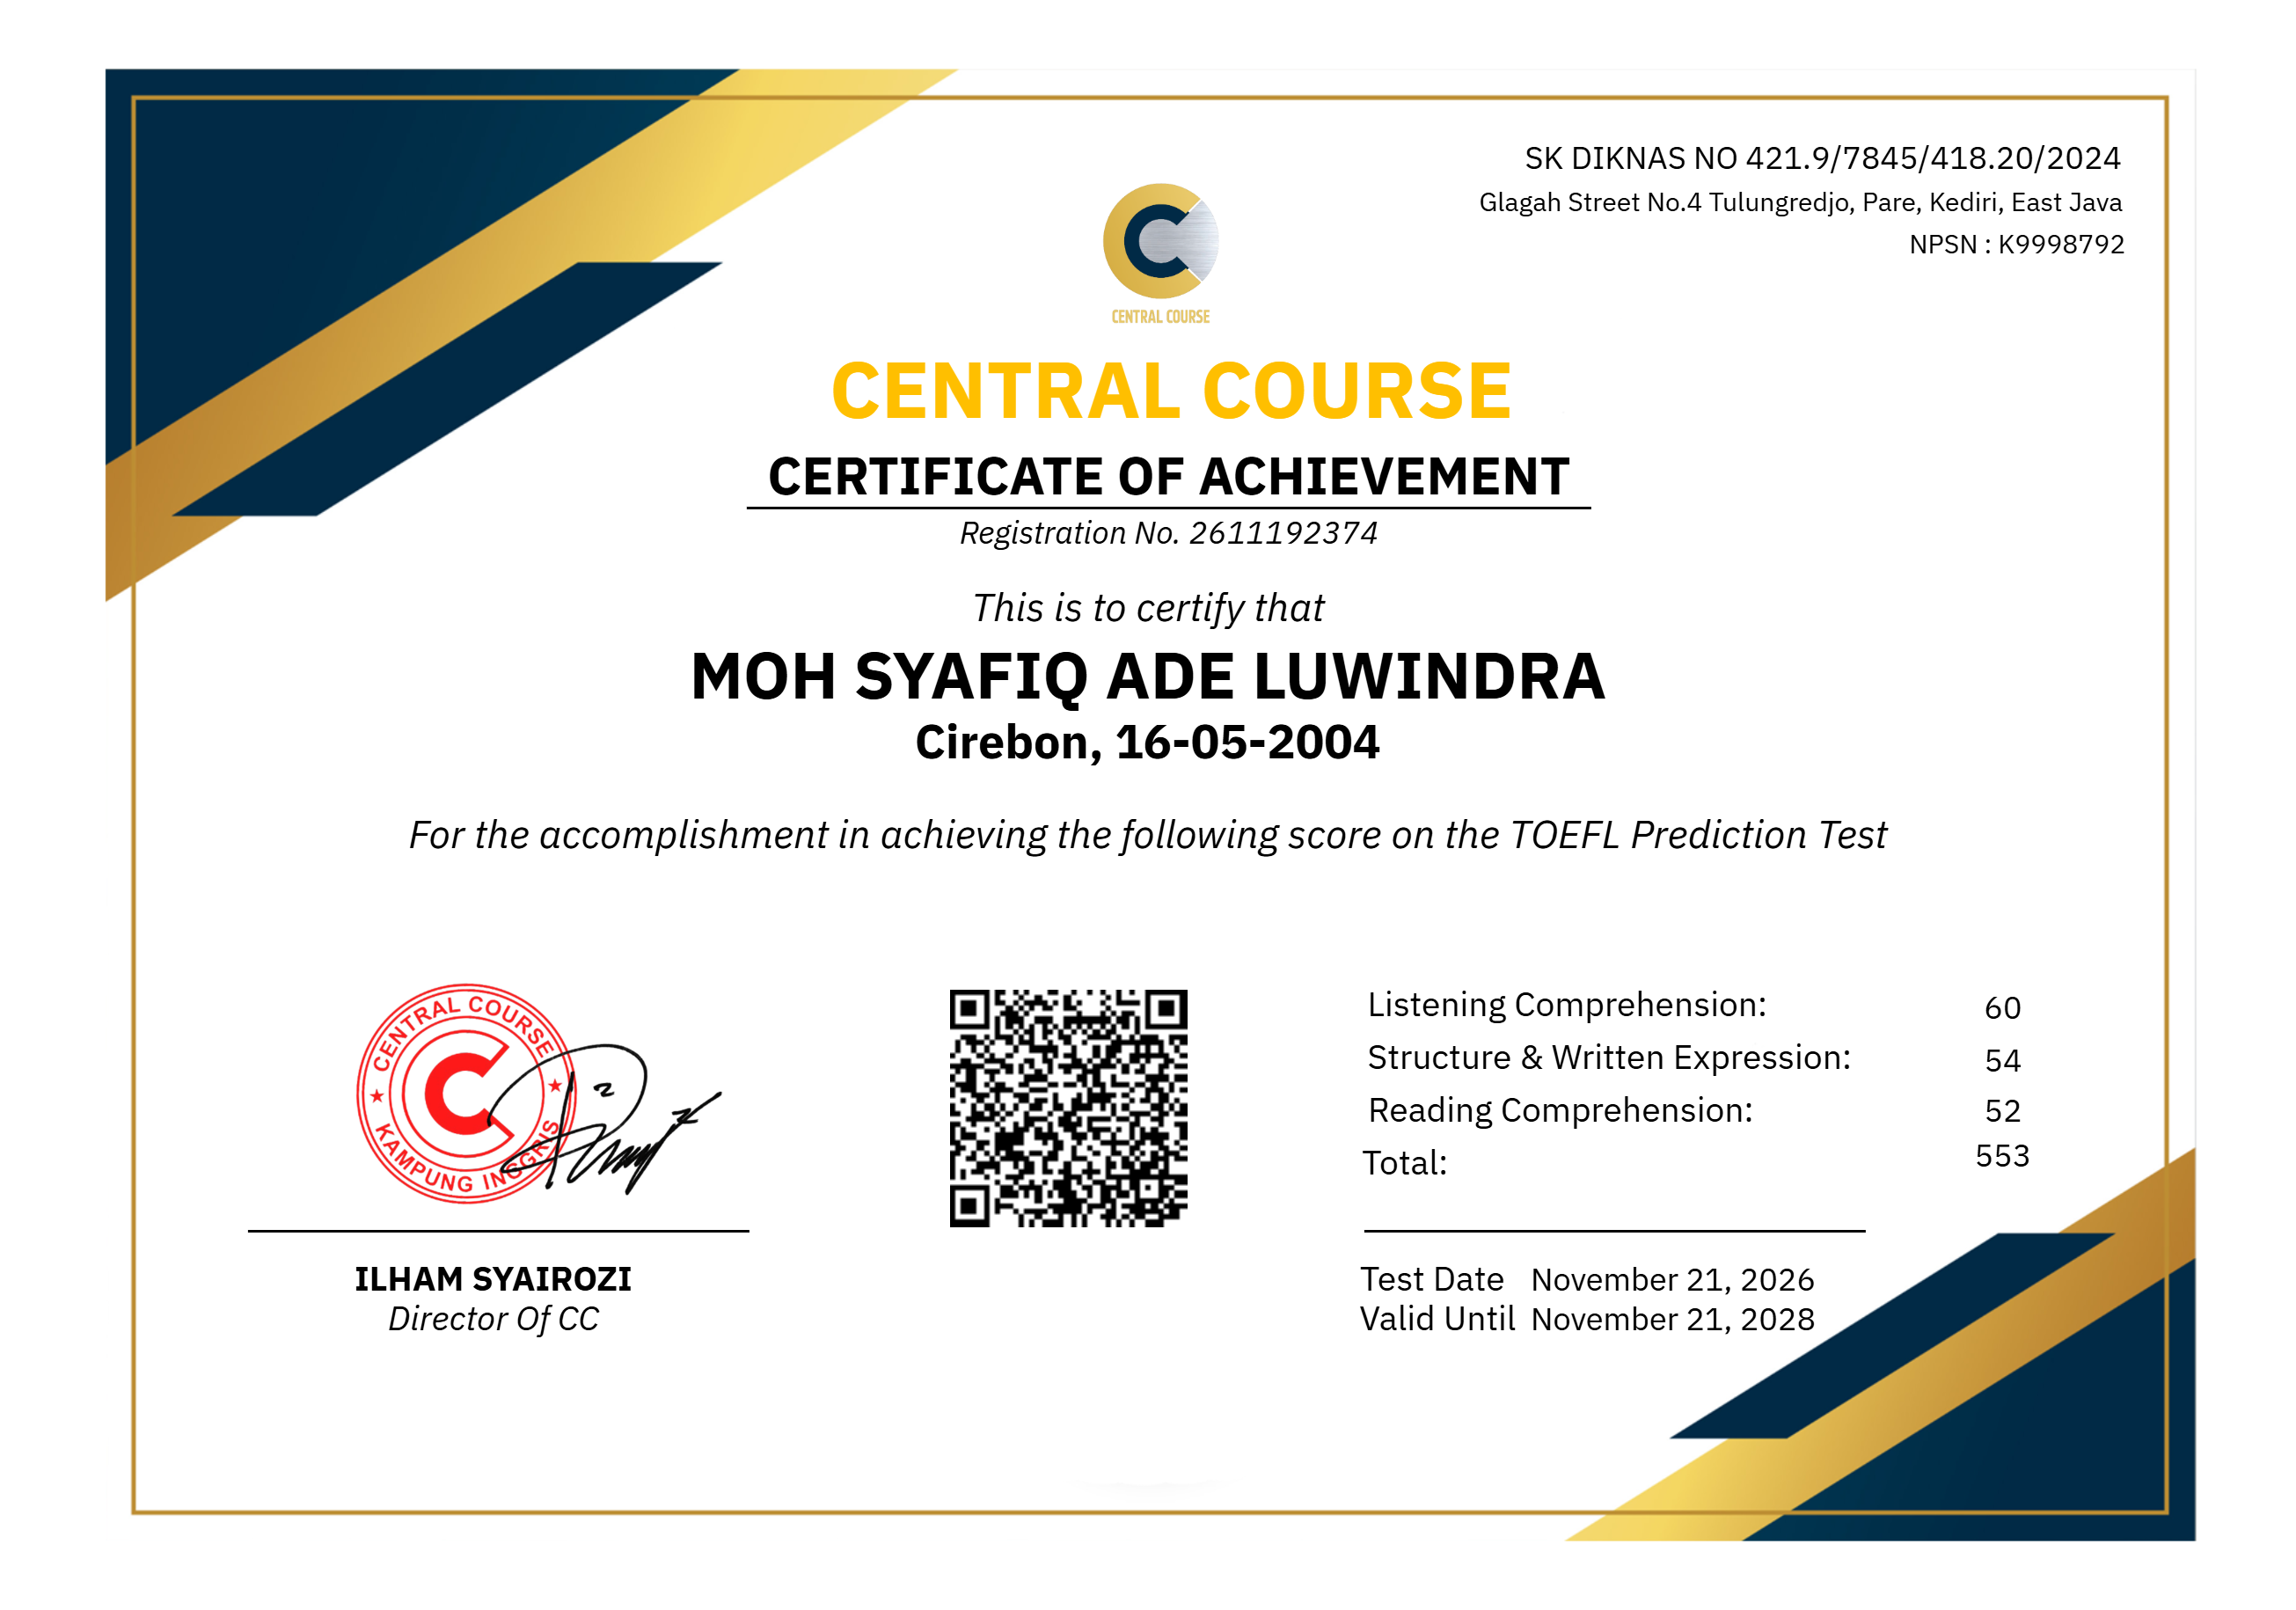 SK DIKNAS NO 421.9/7845/418.20/2024
Glagah Street No.4 Tulungredjo, Pare, Kediri, East Java
NPSN : K9998792
CENTRAL COURSE
CENTRAL COURSE
CERTIFICATE OF ACHIEVEMENT
Registration No. 2611192374
This is to certify that
MOH SYAFIQ ADE LUWINDRA
Cirebon, 16-05-2004
For the accomplishment in achieving the following score on the TOEFL Prediction Test
CENTRAL COURSE
KAMPUNG INGGRIS
Listening Comprehension: 60
Structure & Written Expression: 54
Reading Comprehension: 52
Total: 553
ILHAM SYAIROZI
Director Of CC
Test Date November 21, 2026
Valid Until November 21, 2028